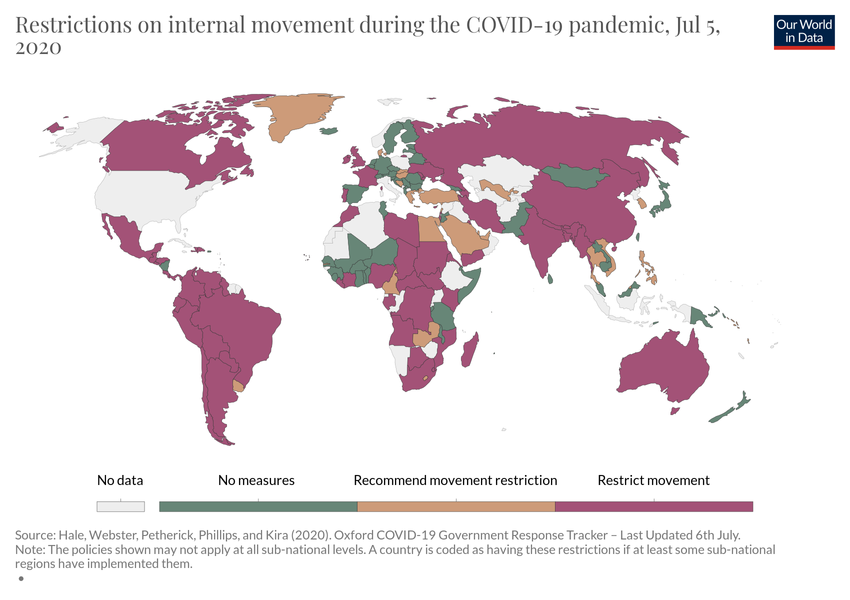 Restrictions on internal movement during the COVID-19 pandemic, Jul 5,
2020
Our World
in Data
No data
No measures
Recommend movement restriction
Restrict movement
Source: Hale, Webster, Petherick, Phillips, and Kira (2020). Oxford COVID-19 Government Response Tracker – Last Updated 6th July.
Note: The policies shown may not apply at all sub-national levels. A country is coded as having these restrictions if at least some sub-national
regions have implemented them.